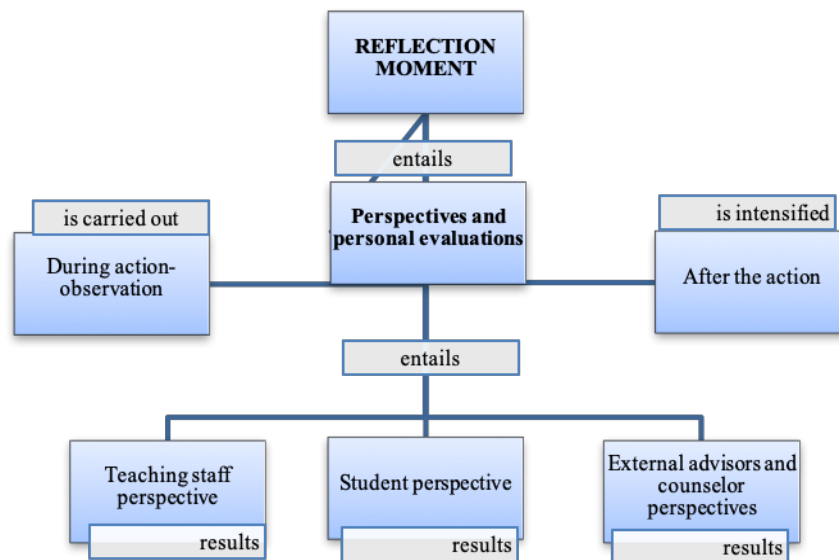 REFLECTION
MOMENT
entails
is carried out
During action-
observation
Perspectives and
personal evaluations
is intensified
After the action
entails
Teaching staff
perspective
results
Student perspective
results
External advisors and
counselor
perspectives
results